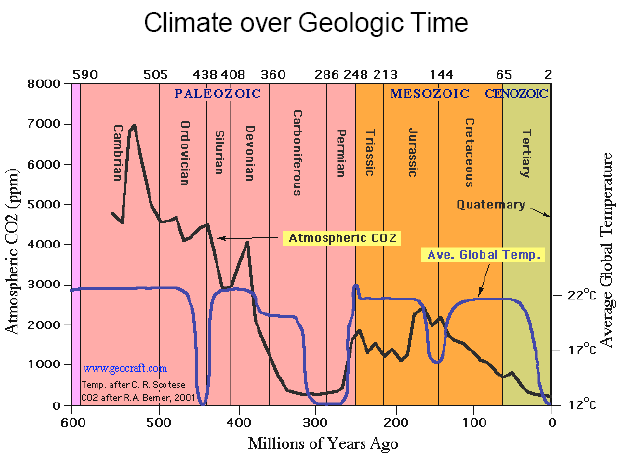 Climate over Geologic Time
590 505 438 408 360 286 248 213 144 65 2
PALEOZOIC MESOZOIC CENOZOIC
8000
7000
6000
5000
4000
3000
2000
1000
0
Atmospheric CO2 (ppm)
Cambrian
Ordovician
Silurian
Devonian
Carboniferous
Permian
Triassic
Jurassic
Cretaceous
Tertiary
Quaternary
Atmospheric CO2
Ave. Global Temp.
22°C
17°C
12°C
Average Global Temperature
www.geocraft.com
Temp. after C. R. Scotese
CO2 after R.A. Berner, 2001
600 500 400 300 200 100 0
Millions of Years Ago